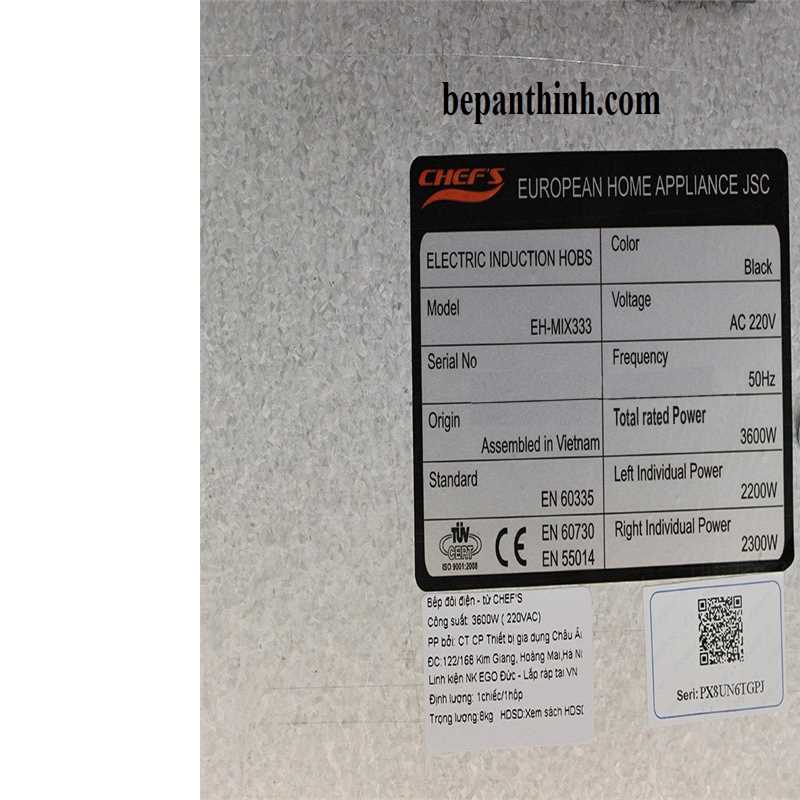 bepanthinh.com
CHEF'S EUROPEAN HOME APPLIANCE JSC
ELECTRIC INDUCTION HOBS
Color
Black
Model
EH-MIX333
Voltage
AC 220V
Serial No
Frequency
50Hz
Origin
Assembled in Vietnam
Total rated Power
3600W
Standard
EN 60335
Left Individual Power
2200W
TÜV
CERT
ISO 9001:2008
CE
EN 60730
EN 55014
Right Individual Power
2300W
Bếp đôi điện - từ CHEF'S
Công suất: 3600W ( 220VAC)
PP bởi: CT CP Thiết bị gia dụng Châu Â
ĐC:122/168 Kim Giang, Hoàng Mai,Hà N
Linh kiện NK EGO Đức - Lắp ráp tại VN
Định lượng: 1chiếc/1hộp
Trọng lượng:8kg HDSD:Xem sách HDSD
Seri: PX8UN6TGPJ